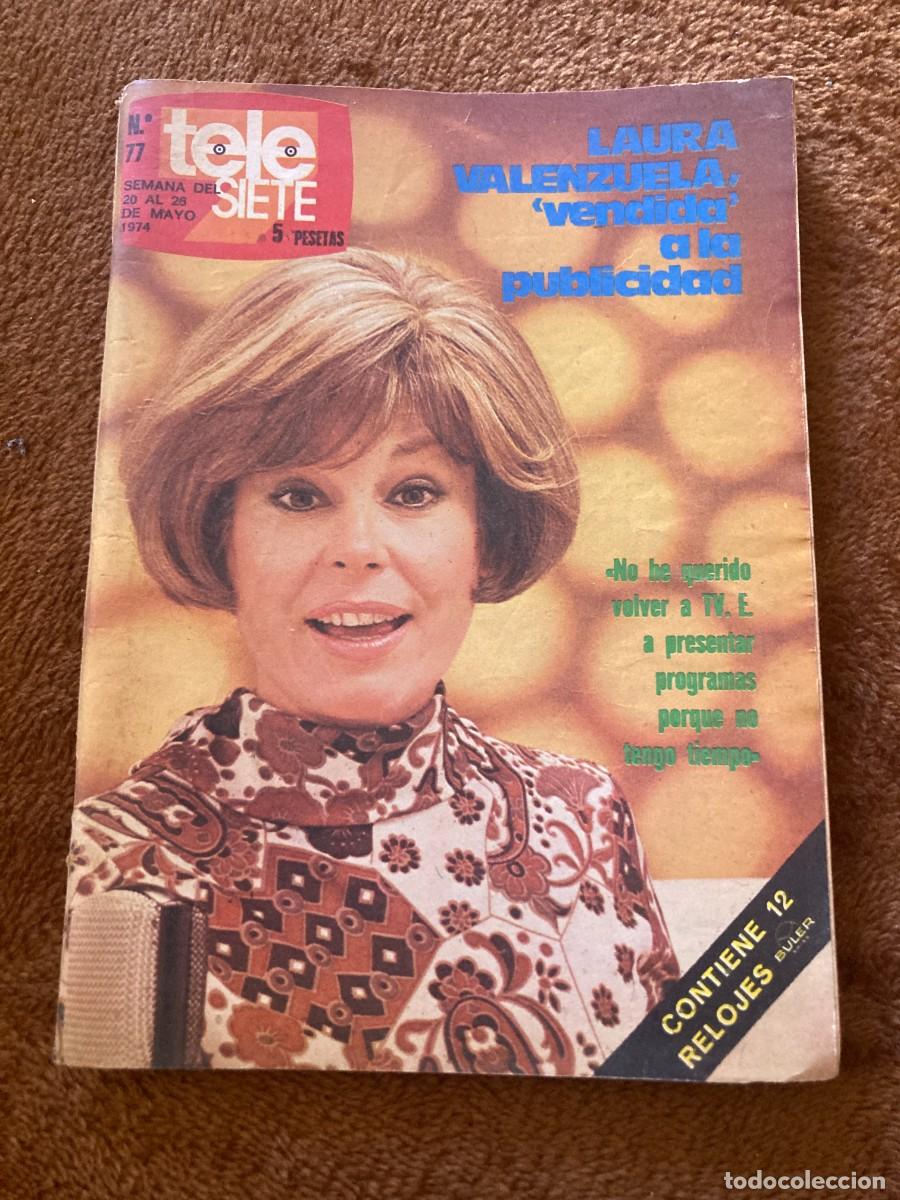 N.º
77
tele
SIETE
SEMANA DEL
20 AL 26
DE MAYO
1974
5 PESETAS
LAURA
VALENZUELA,
'vendida'
a la
publicidad
«No he querido
volver a TV. E.
a presentar
programas
porque no
tengo tiempo»
CONTIENE 12
RELOJES BULER
todocoleccion